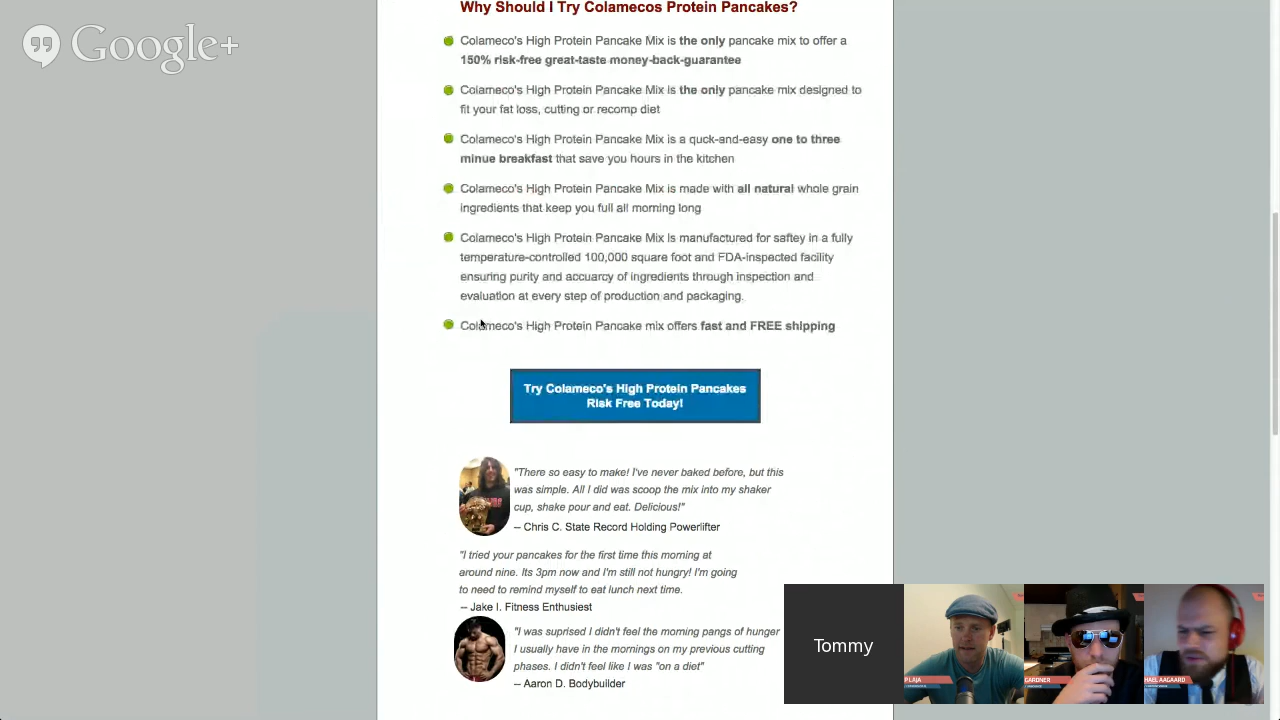 Google+
Why Should I Try Colamecos Protein Pancakes?
Colameco's High Protein Pancake Mix is the only pancake mix to offer a
150% risk-free great-taste money-back-guarantee
Colameco's High Protein Pancake Mix is the only pancake mix designed to
fit your fat loss, cutting or recomp diet
Colameco's High Protein Pancake Mix is a quck-and-easy one to three
minue breakfast that save you hours in the kitchen
Colameco's High Protein Pancake Mix is made with all natural whole grain
ingredients that keep you full all morning long
Colameco's High Protein Pancake Mix is manufactured for saftey in a fully
temperature-controlled 100,000 square foot and FDA-inspected facility
ensuring purity and accuarcy of ingredients through inspection and
evaluation at every step of production and packaging.
Colameco's High Protein Pancake mix offers fast and FREE shipping
Try Colameco's High Protein Pancakes
Risk Free Today!
"There so easy to make! I've never baked before, but this
was simple. All I did was scoop the mix into my shaker
cup, shake pour and eat. Delicious!"
-- Chris C. State Record Holding Powerlifter
"I tried your pancakes for the first time this morning at
around nine. Its 3pm now and I'm still not hungry! I'm going
to need to remind myself to eat lunch next time.
-- Jake I. Fitness Enthusiest
"I was suprised I didn't feel the morning pangs of hunger
I usually have in the mornings on my previous cutting
phases. I didn't feel like I was "on a diet"
-- Aaron D. Bodybuilder
Tommy
P LAJA
GARDNER
HAEL AAGAARD